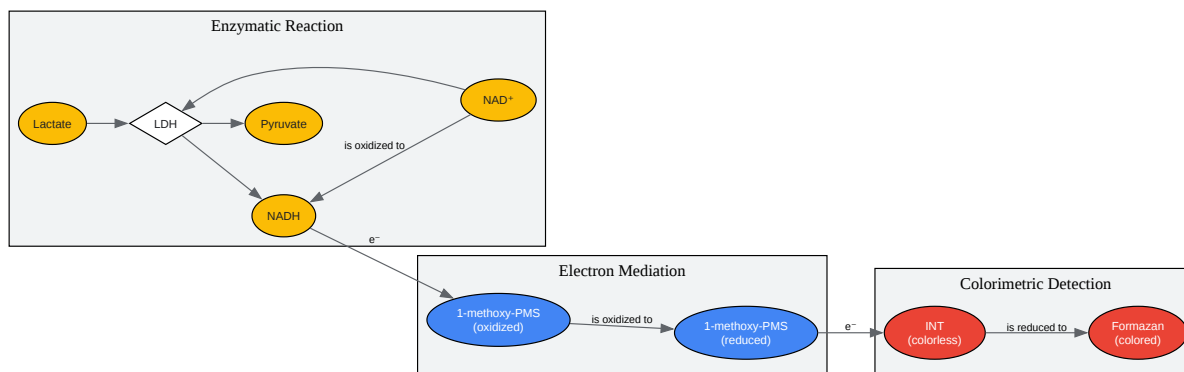 Enzymatic Reaction
NAD⁺
Lactate
LDH
Pyruvate
is oxidized to
NADH
e⁻
Electron Mediation
Colorimetric Detection
1-methoxy-PMS
(oxidized)
is oxidized to
1-methoxy-PMS
(reduced)
e⁻
INT
(colorless)
is reduced to
Formazan
(colored)